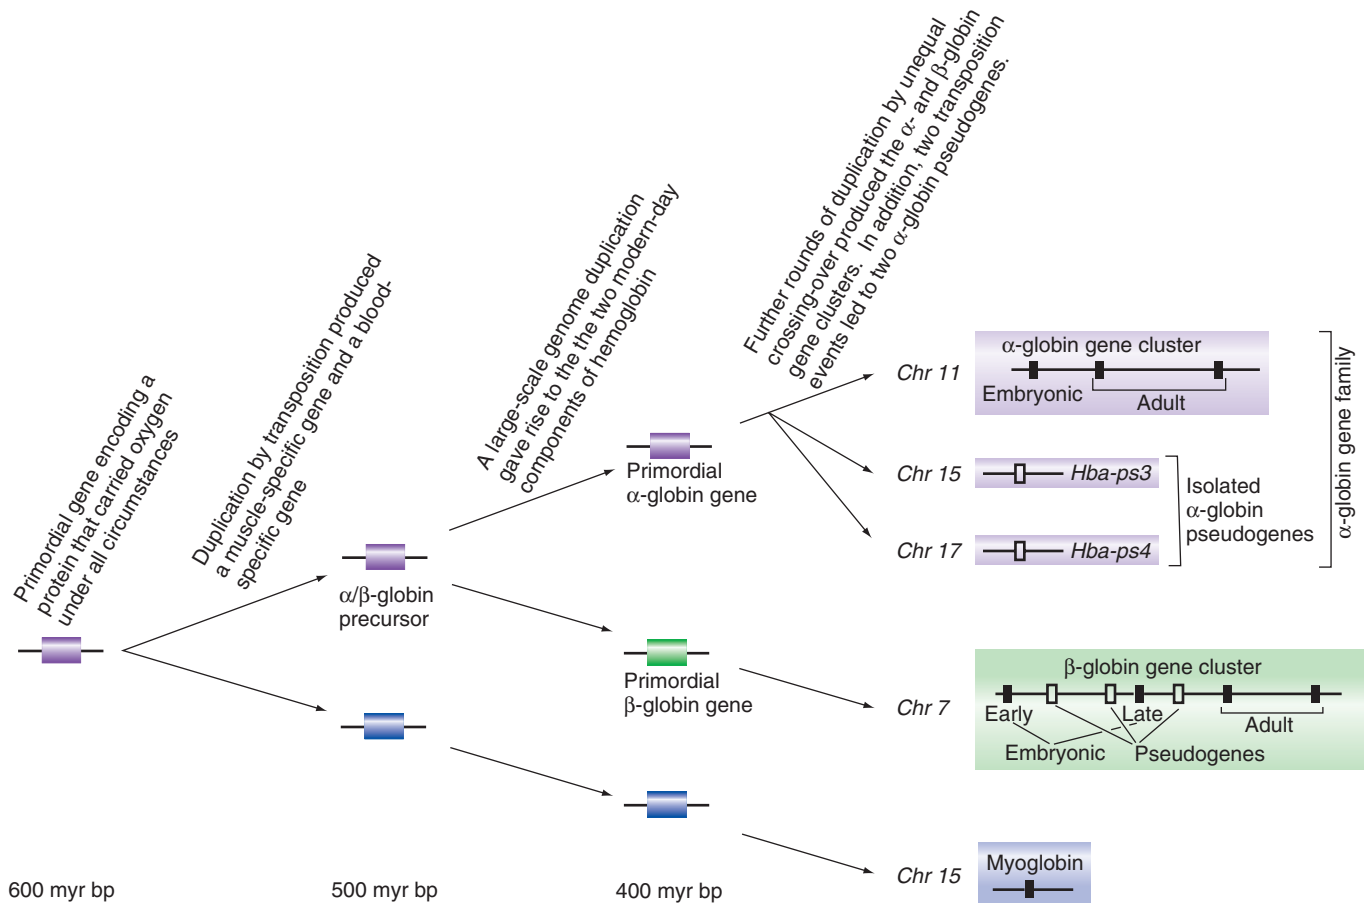 Primordial gene encoding a
protein that carried oxygen
under all circumstances
Duplication by transposition produced
a muscle-specific gene and a blood-
specific gene
A large-scale genome duplication
gave rise to the the two modern-day
components of hemoglobin
Further rounds of duplication by unequal
crossing-over produced the α- and β-globin
gene clusters. In addition, two transposition
events led to two α-globin pseudogenes.
α/β-globin
precursor
Primordial
α-globin gene
Primordial
β-globin gene
Chr 11
α-globin gene cluster
Embryonic
Adult
Chr 15
Hba-ps3
Chr 17
Hba-ps4
Isolated
α-globin
pseudogenes
α-globin gene family
Chr 7
β-globin gene cluster
Early
Late
Adult
Embryonic
Pseudogenes
Chr 15
Myoglobin
600 myr bp
500 myr bp
400 myr bp